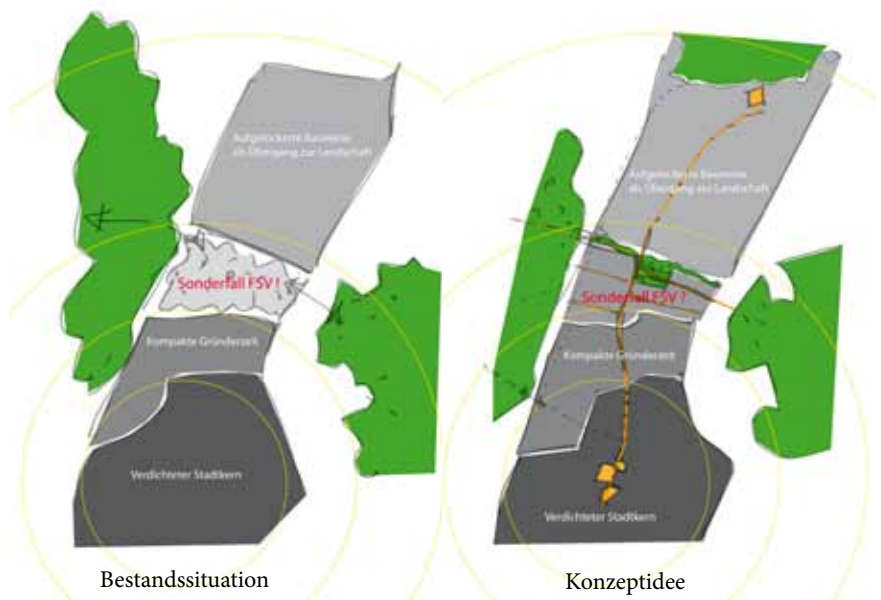 Aufgelockerte Bauweise
als Übergang zur Landschaft
Sonderfall FSV !
Kompakte Gründerzeit
Verdichteter Stadtkern
Bestandssituation
Aufgelockerte Bauweise
als Übergang zur Landschaft
Sonderfall FSV ?
Kompakte Gründerzeit
Verdichteter Stadtkern
Konzeptidee